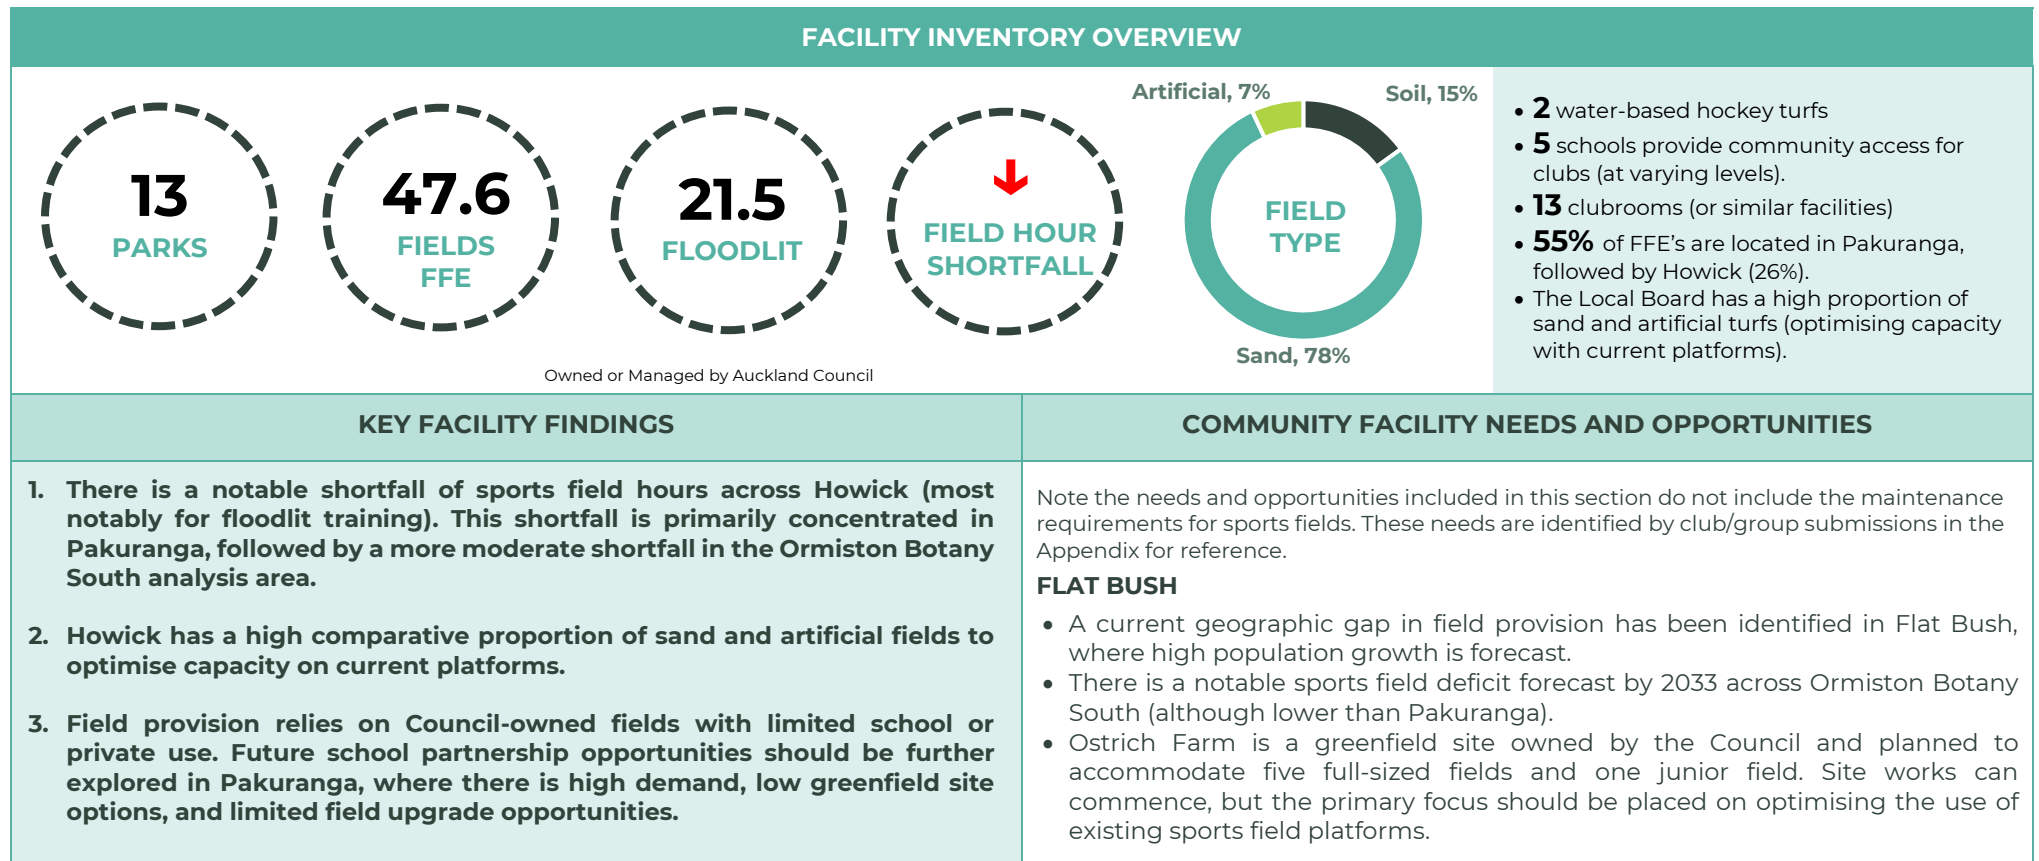 FACILITY INVENTORY OVERVIEW
13
PARKS
47.6
FIELDS
FFE
21.5
FLOODLIT
FIELD HOUR
SHORTFALL
Owned or Managed by Auckland Council
Artificial, 7%
Soil, 15%
FIELD
TYPE
Sand, 78%
• 2 water-based hockey turfs
• 5 schools provide community access for
clubs (at varying levels).
• 13 clubrooms (or similar facilities)
• 55% of FFE's are located in Pakuranga,
followed by Howick (26%).
• The Local Board has a high proportion of
sand and artificial turfs (optimising capacity
with current platforms).
KEY FACILITY FINDINGS
1. There is a notable shortfall of sports field hours across Howick (most
notably for floodlit training). This shortfall is primarily concentrated in
Pakuranga, followed by a more moderate shortfall in the Ormiston Botany
South analysis area.
2. Howick has a high comparative proportion of sand and artificial fields to
optimise capacity on current platforms.
3. Field provision relies on Council-owned fields with limited school or
private use. Future school partnership opportunities should be further
explored in Pakuranga, where there is high demand, low greenfield site
options, and limited field upgrade opportunities.
COMMUNITY FACILITY NEEDS AND OPPORTUNITIES
Note the needs and opportunities included in this section do not include the maintenance
requirements for sports fields. These needs are identified by club/group submissions in the
Appendix for reference.
FLAT BUSH
• A current geographic gap in field provision has been identified in Flat Bush,
where high population growth is forecast.
• There is a notable sports field deficit forecast by 2033 across Ormiston Botany
South (although lower than Pakuranga).
• Ostrich Farm is a greenfield site owned by the Council and planned to
accommodate five full-sized fields and one junior field. Site works can
commence, but the primary focus should be placed on optimising the use of
existing sports field platforms.